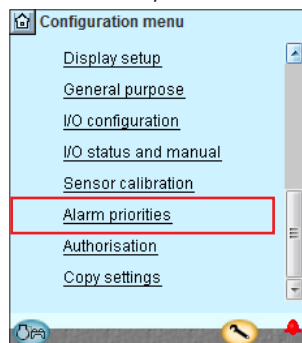 Configuration menu
Display setup
General purpose
I/O configuration
I/O status and manual
Sensor calibration
Alarm priorities
Authorisation
Copy settings